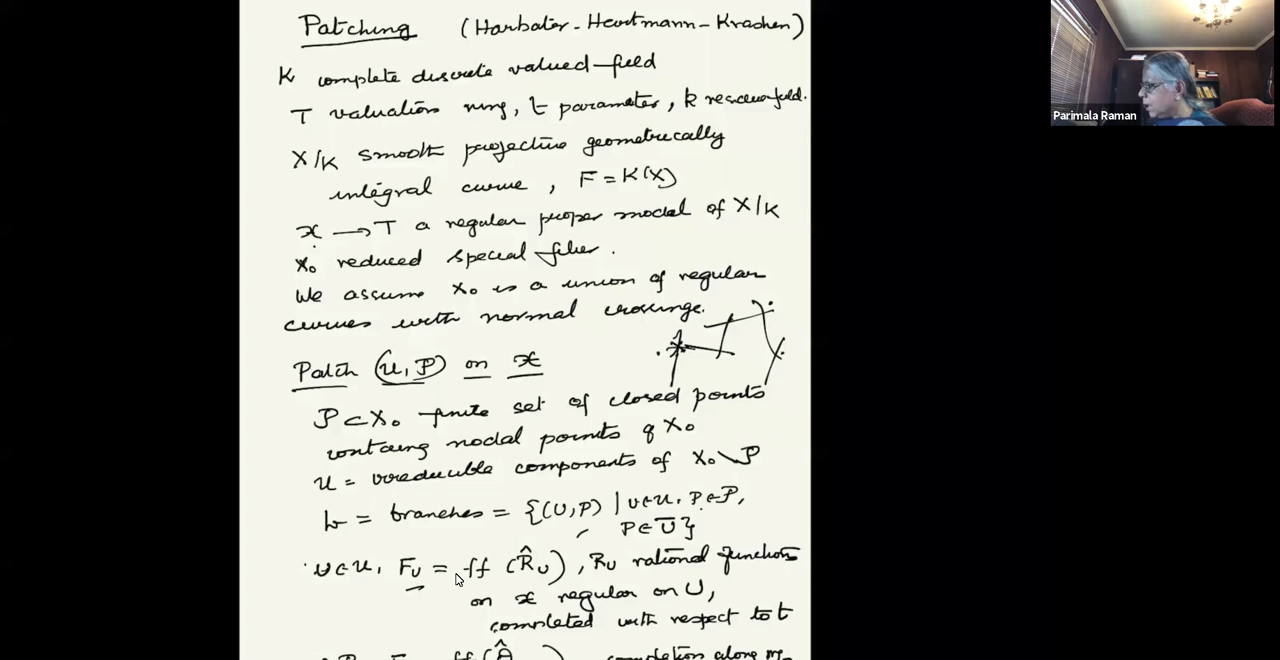 Patching (Harbater-Hartmann-Krashen)
K complete discrete valued field
T valuation ring, t parameter, k residue field.
X/K smooth projective geometrically
integral curve, F = K(X)
𝒳 → T a regular proper model of X/K
X₀ reduced special fiber.
We assume X₀ is a union of regular
curves with normal crossings.
Patch (𝒰, 𝒫) on 𝒳
𝒫 ⊂ X₀ finite set of closed points
containing nodal points of X₀
𝒰 = irreducible components of X₀ \ 𝒫
b = branches = {(U,P) | U∈𝒰, P∈𝒫,
P ∈ Ū}
U∈𝒰, F_U = ff (R̂_U), R_U rational functions
on 𝒳 regular on U,
completed with respect to t
completion along
Parimala Raman